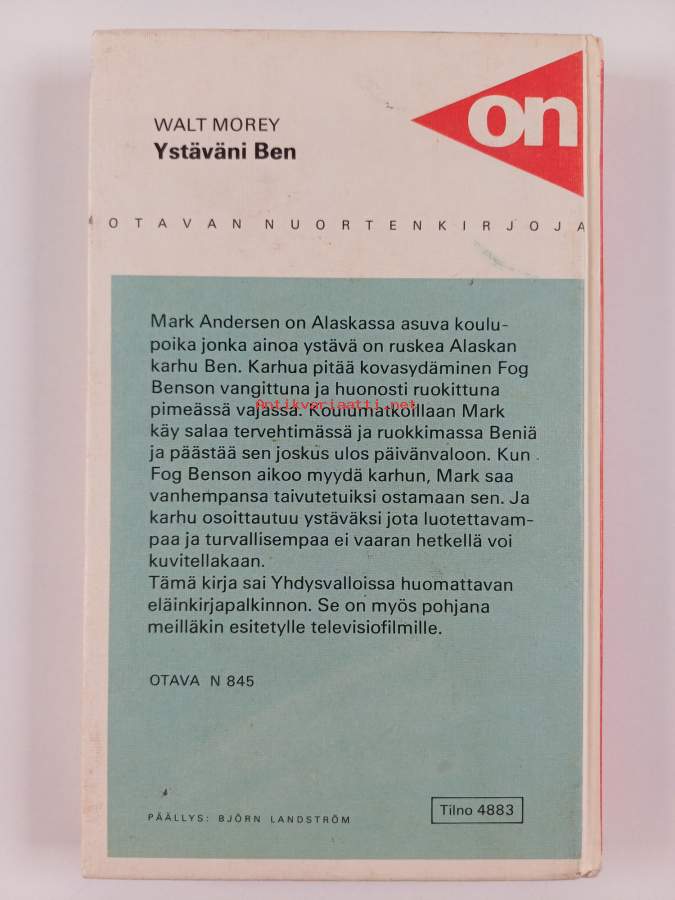 WALT MOREY
Ystäväni Ben
on
OTAVAN NUORTENKIRJOJA
Mark Andersen on Alaskassa asuva koulu-
poika jonka ainoa ystävä on ruskea Alaskan
karhu Ben. Karhua pitää kovasydäminen Fog
Benson vangittuna ja huonosti ruokittuna
pimeässä vajassa. Koulumatkoillaan Mark
Antikvariaatti.net
käy salaa tervehtimässä ja ruokkimassa Beniä
ja päästää sen joskus ulos päivänvaloon. Kun
Fog Benson aikoo myydä karhun, Mark saa
vanhempansa taivutetuiksi ostamaan sen. Ja
karhu osoittautuu ystäväksi jota luotettavam-
paa ja turvallisempaa ei vaaran hetkellä voi
kuvitellakaan.
Tämä kirja sai Yhdysvalloissa huomattavan
eläinkirjapalkinnon. Se on myös pohjana
meilläkin esitetylle televisiofilmille.
OTAVA N 845
PÄÄLLYS: BJÖRN LANDSTRÖM
Tilno 4883